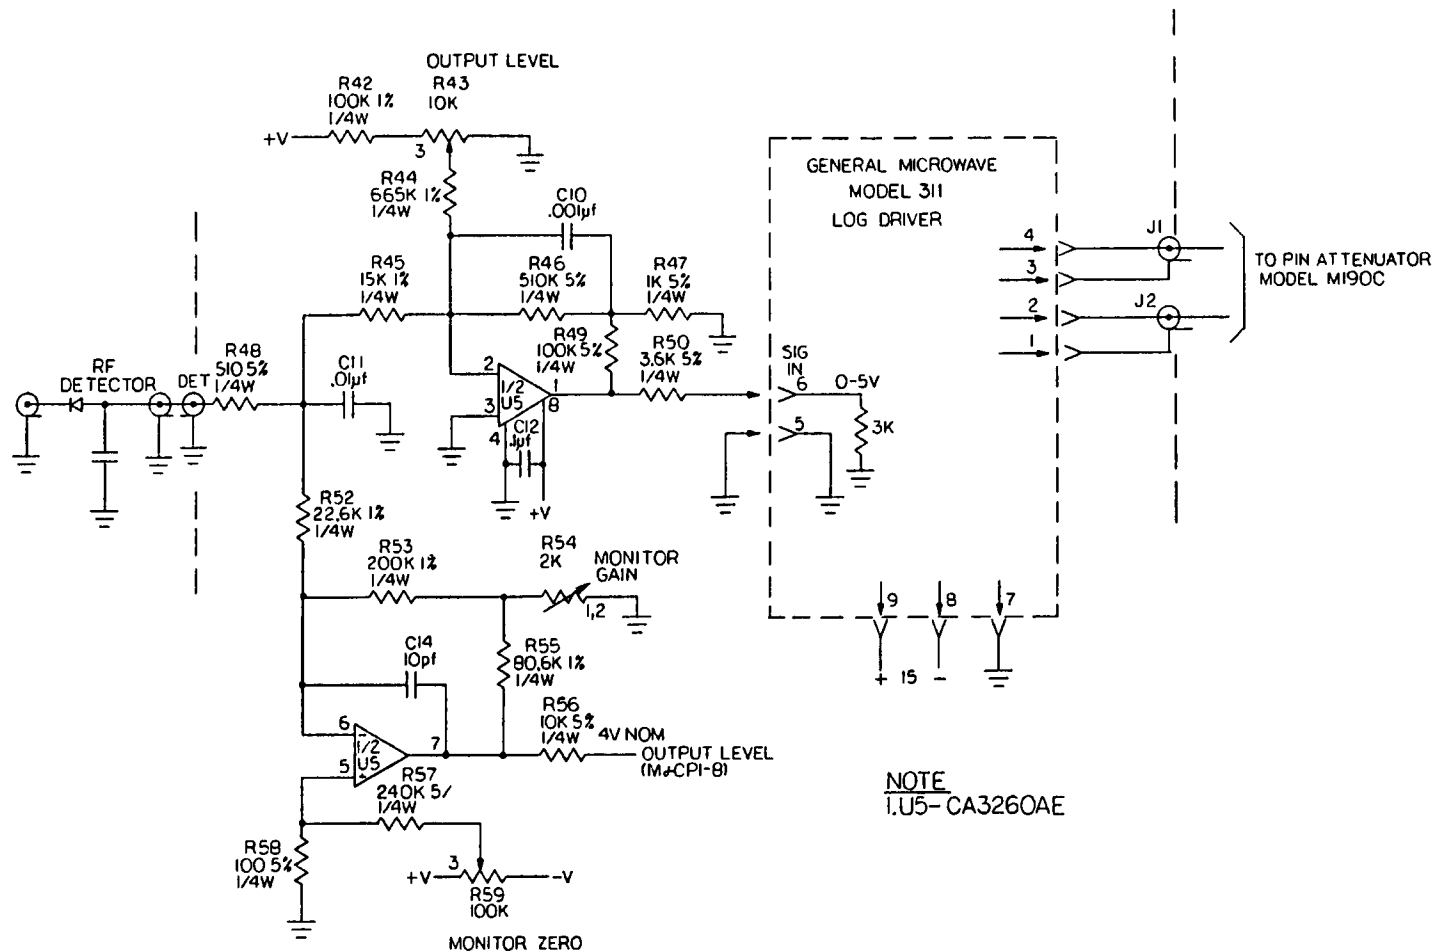 OUTPUT LEVEL
R42
100K 1%
1/4W
R43
10K
+V
3
R44
665K 1%
1/4W
C10
.001µf
R45
15K 1%
1/4W
R46
510K 5%
1/4W
R47
1K 5%
1/4W
R49
100K 5%
1/4W
R50
3.6K 5%
1/4W
RF
DETECTOR
DET
R48
510 5%
1/4W
C11
.01µf
2
3
1/2
U5
1
8
4
C12
.1µf
+V
SIG
IN
6
0-5V
5
3K
GENERAL MICROWAVE
MODEL 311
LOG DRIVER
4
3
2
1
J1
J2
TO PIN ATTENUATOR
MODEL M190C
9
8
7
+ 15 -
R52
22.6K 1%
1/4W
R53
200K 1%
1/4W
R54
2K
MONITOR
GAIN
1,2
C14
10pf
R55
80.6K 1%
1/4W
6
-
1/2
U5
5
+
7
R56
10K 5%
1/4W
4V NOM
OUTPUT LEVEL
(M&CP1-8)
R57
240K 5/
1/4W
R58
100 5%
1/4W
+V
3
-V
R59
100K
MONITOR ZERO
NOTE
1.U5-CA3260AE